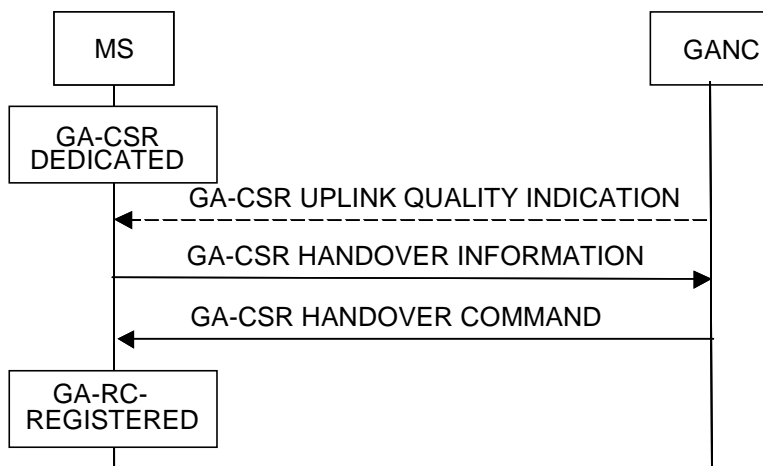 MS
GANC
GA-CSR
DEDICATED
GA-CSR UPLINK QUALITY INDICATION
GA-CSR HANDOVER INFORMATION
GA-CSR HANDOVER COMMAND
GA-RC-
REGISTERED